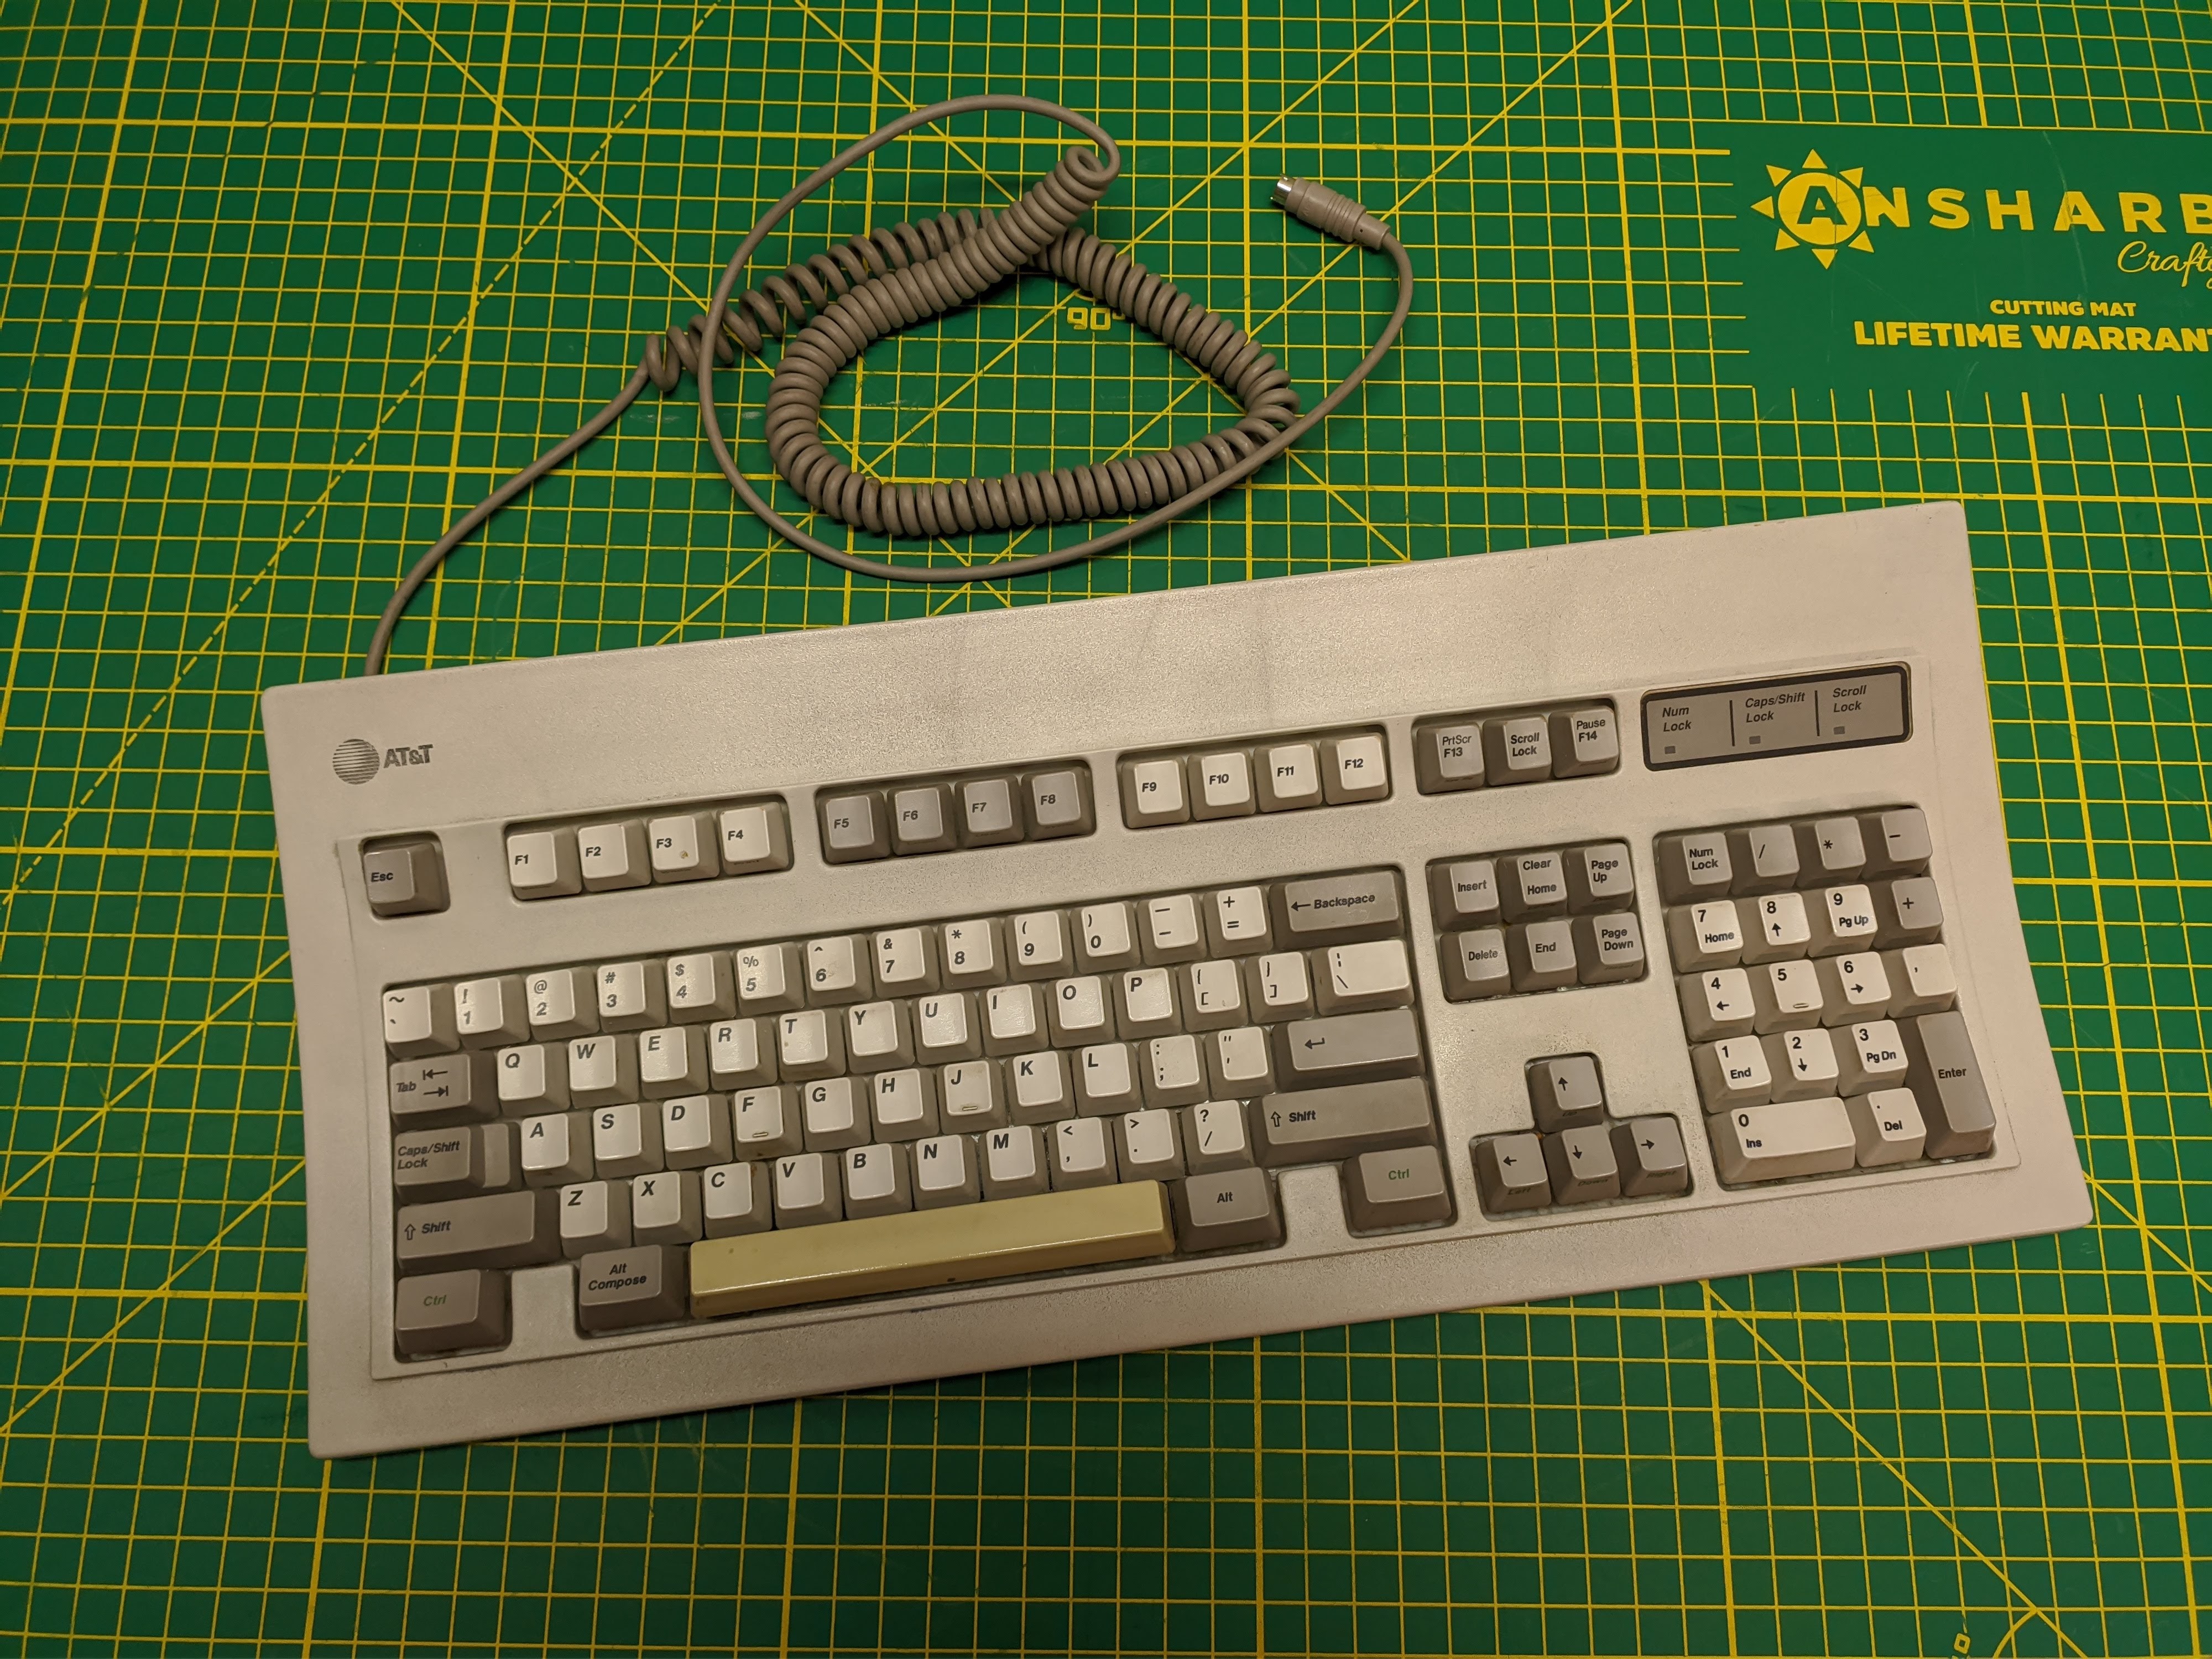 ANSHARB
Crafty
CUTTING MAT
LIFETIME WARRANT
90°
AT&T
Num Lock
Caps/Shift Lock
Scroll Lock
Esc F1 F2 F3 F4 F5 F6 F7 F8 F9 F10 F11 F12 PrtScr F13 Scroll Lock Pause F14
~ ` ! 1 @ 2 # 3 $ 4 % 5 ^ 6 & 7 * 8 ( 9 ) 0 — – + = ← Backspace Insert Clear Home Page Up Num Lock / * −
Tab Q W E R T Y U I O P { [ } ] ¦ \ Delete End Page Down 7 Home 8 ↑ 9 Pg Up +
Caps/Shift Lock A S D F G H J K L : ; " ' ↵ 4 ← 5 6 → ,
⇧ Shift Z X C V B N M < , > . ? / ⇧ Shift ↑ 1 End 2 ↓ 3 Pg Dn Enter
Ctrl Alt Compose Alt Ctrl ← ↓ → 0 Ins . Del